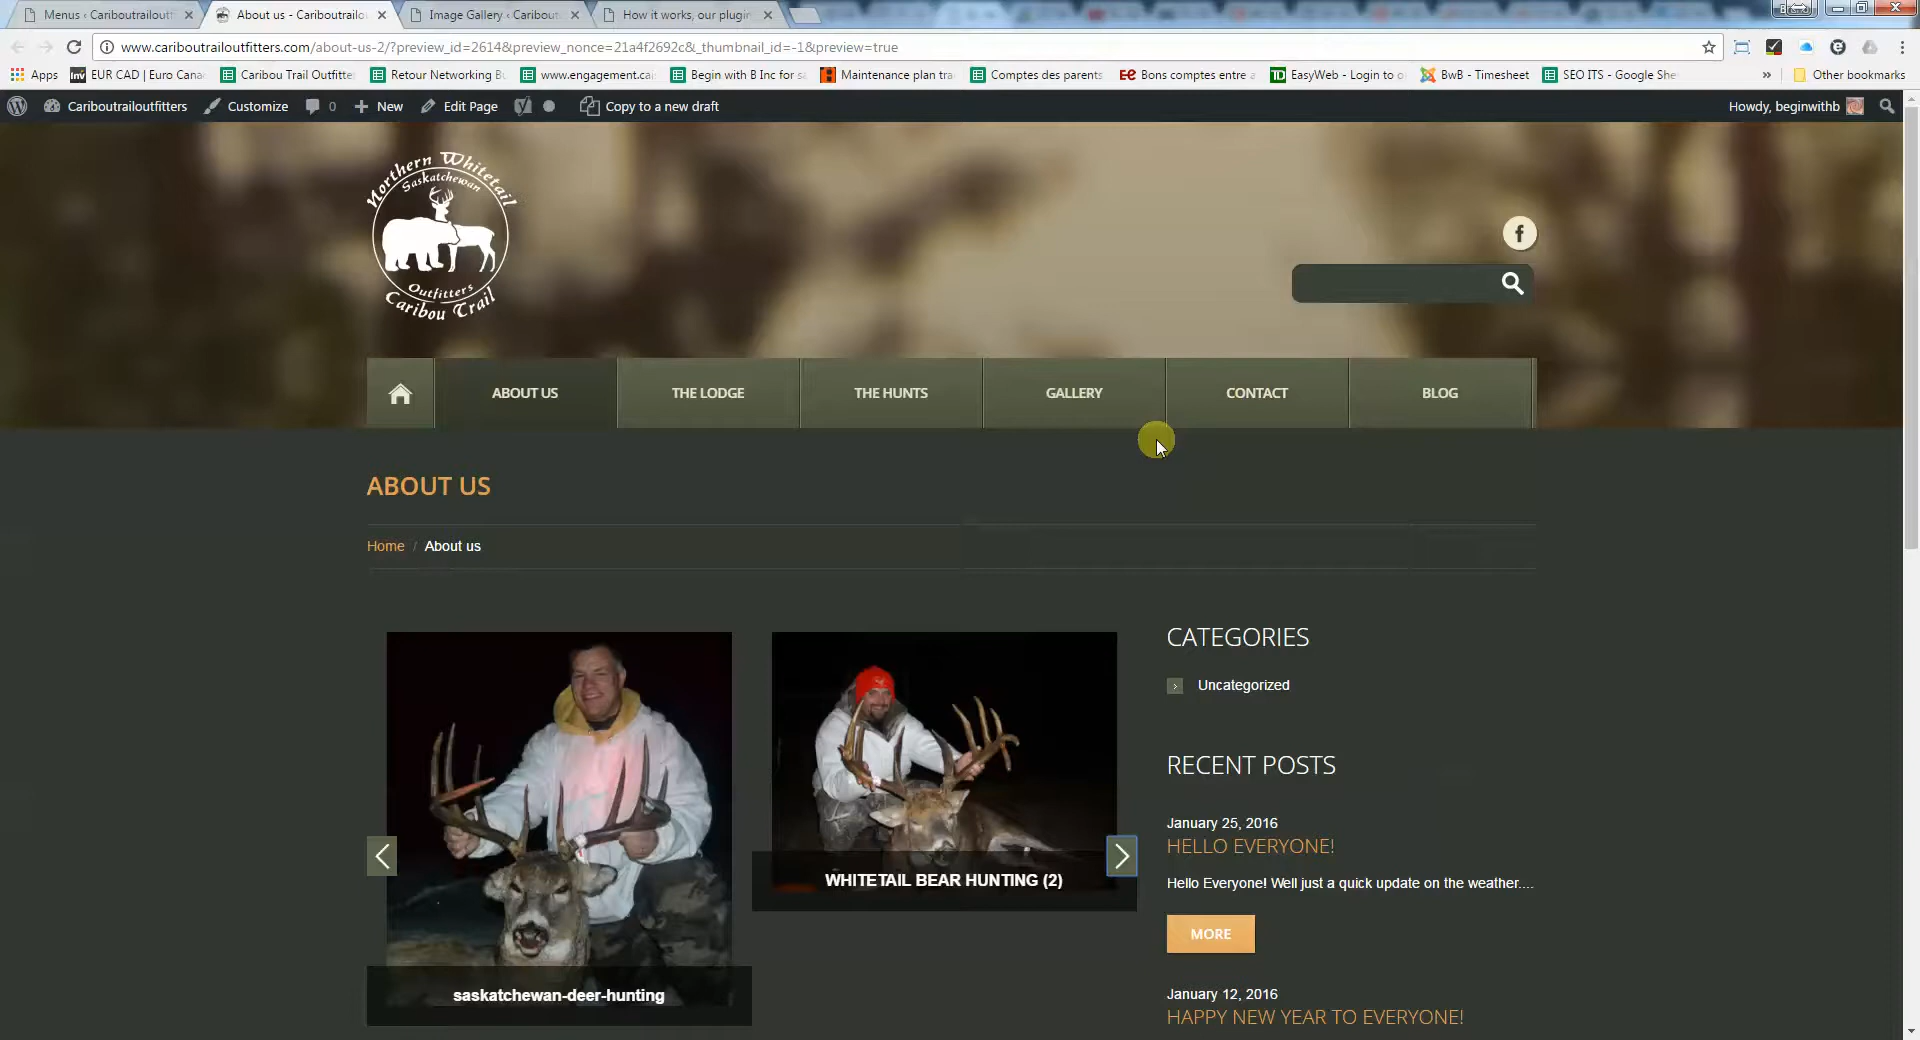 Menus ‹ Cariboutrailoutf
About us - Cariboutrailo
Image Gallery ‹ Caribout
How it works, our plugin
www.cariboutrailoutfitters.com/about-us-2/?preview_id=2614&preview_nonce=21a4f2692c&_thumbnail_id=-1&preview=true
Apps
Inv EUR CAD | Euro Cana
Caribou Trail Outfitte
Retour Networking B
www.engagement.ca
Begin with B Inc for s
Maintenance plan tra
Comptes des parents
Ee Bons comptes entre a
TD EasyWeb - Login to o
BwB - Timesheet
SEO ITS - Google She
» Other bookmarks
Cariboutrailoutfitters
Customize
0
New
Edit Page
Copy to a new draft
Howdy, beginwithb
Northern Whitetail
Saskatchewan
Outfitters
Caribou Trail
f
ABOUT US
THE LODGE
THE HUNTS
GALLERY
CONTACT
BLOG
ABOUT US
Home / About us
CATEGORIES
Uncategorized
RECENT POSTS
January 25, 2016
HELLO EVERYONE!
Hello Everyone! Well just a quick update on the weather....
MORE
January 12, 2016
HAPPY NEW YEAR TO EVERYONE!
WHITETAIL BEAR HUNTING (2)
saskatchewan-deer-hunting